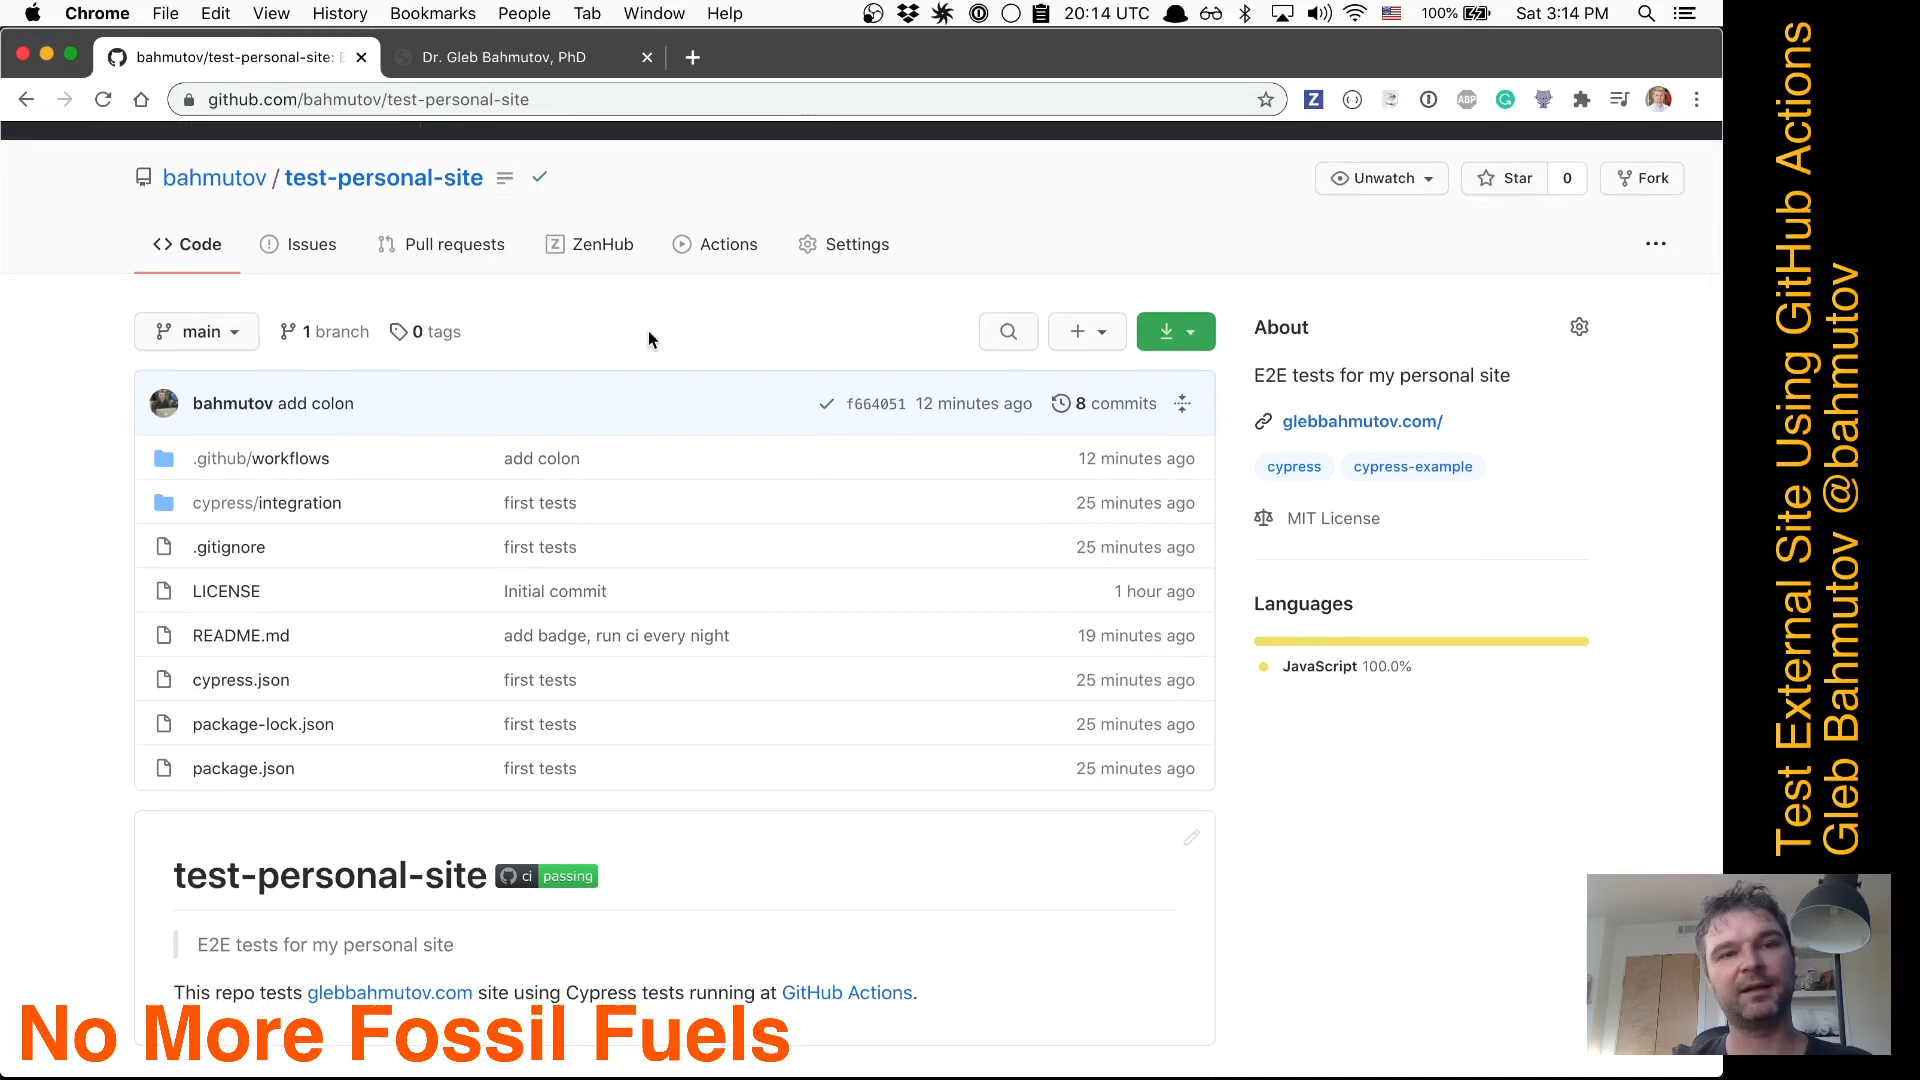 Chrome File Edit View History Bookmarks People Tab Window Help 20:14 UTC 100% Sat 3:14 PM
bahmutov/test-personal-site: E Dr. Gleb Bahmutov, PhD
github.com/bahmutov/test-personal-site
bahmutov / test-personal-site
Unwatch Star 0 Fork
Code Issues Pull requests ZenHub Actions Settings
main 1 branch 0 tags
bahmutov add colon f664051 12 minutes ago 8 commits
.github/workflows add colon 12 minutes ago
cypress/integration first tests 25 minutes ago
.gitignore first tests 25 minutes ago
LICENSE Initial commit 1 hour ago
README.md add badge, run ci every night 19 minutes ago
cypress.json first tests 25 minutes ago
package-lock.json first tests 25 minutes ago
package.json first tests 25 minutes ago
About
E2E tests for my personal site
glebbahmutov.com/
cypress cypress-example
MIT License
Languages
JavaScript 100.0%
test-personal-site ci passing
E2E tests for my personal site
This repo tests glebbahmutov.com site using Cypress tests running at GitHub Actions.
No More Fossil Fuels
Test External Site Using GitHub Actions
Gleb Bahmutov @bahmutov